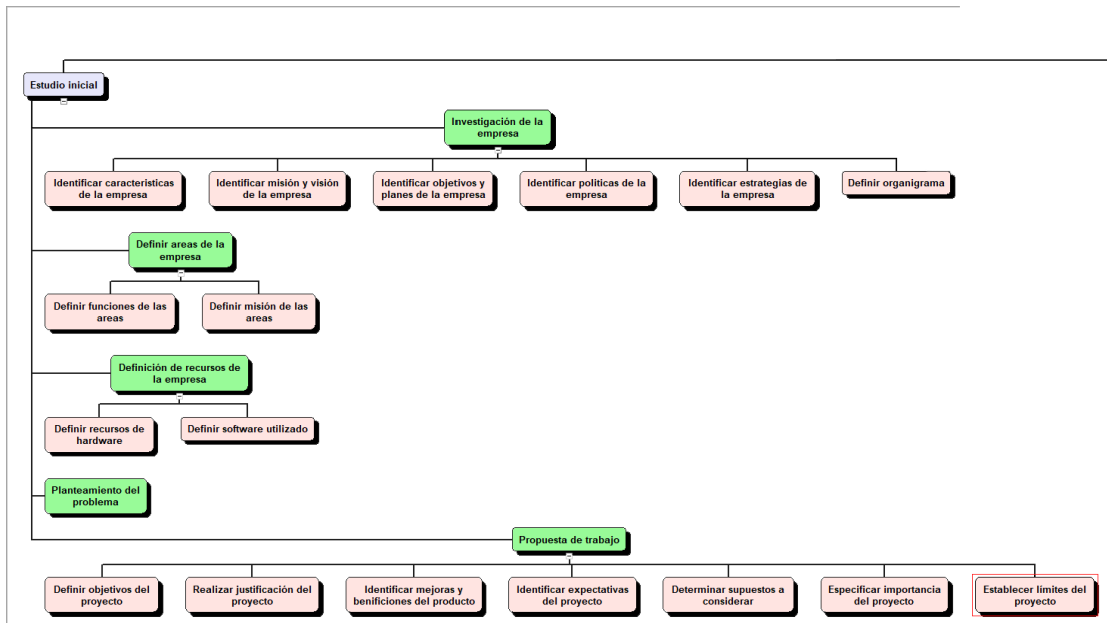 Estudio inicial
Investigación de la
empresa
Identificar caracteristicas
de la empresa
Identificar misión y visión
de la empresa
Identificar objetivos y
planes de la empresa
Identificar politicas de la
empresa
Identificar estrategias de
la empresa
Definir organigrama
Definir areas de la
empresa
Definir funciones de las
areas
Definir misión de las
areas
Definición de recursos de
la empresa
Definir recursos de
hardware
Definir software utilizado
Planteamiento del
problema
Propuesta de trabajo
Definir objetivos del
proyecto
Realizar justificación del
proyecto
Identificar mejoras y
benificiones del producto
Identificar expectativas
del proyecto
Determinar supuestos a
considerar
Especificar importancia
del proyecto
Establecer límites del
proyecto